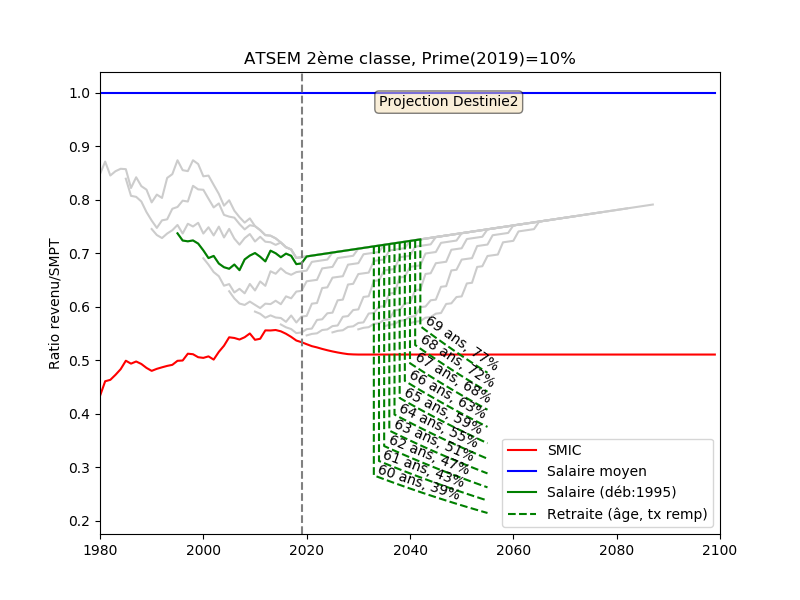 ATSEM 2ème classe, Prime(2019)=10%
Projection Destinie2
Ratio revenu/SMPT
1.0
0.9
0.8
0.7
0.6
0.5
0.4
0.3
0.2
69 ans, 77%
68 ans, 72%
67 ans, 68%
66 ans, 63%
65 ans, 59%
64 ans, 55%
63 ans, 51%
62 ans, 47%
61 ans, 43%
60 ans, 39%
SMIC
Salaire moyen
Salaire (déb:1995)
Retraite (âge, tx remp)
1980 2000 2020 2040 2060 2080 2100